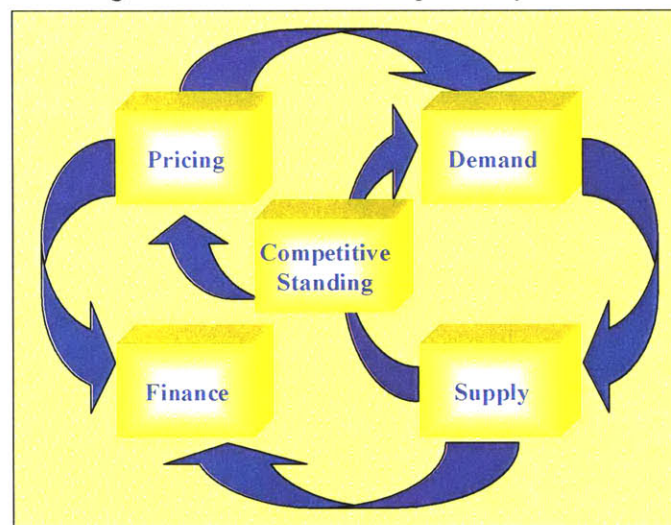 Pricing
Demand
Competitive
Standing
Finance
Supply